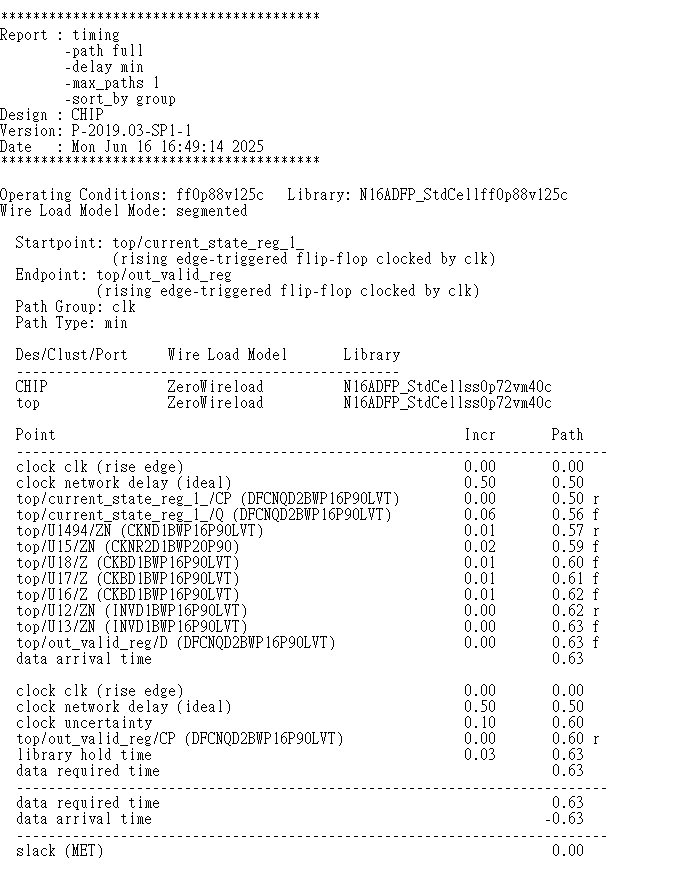 ****************************************
Report : timing
        -path full
        -delay min
        -max_paths 1
        -sort_by group
Design : CHIP
Version: P-2019.03-SP1-1
Date   : Mon Jun 16 16:49:14 2025
****************************************
Operating Conditions: ff0p88v125c   Library: N16ADFP_StdCellff0p88v125c
Wire Load Model Mode: segmented
  Startpoint: top/current_state_reg_1_
              (rising edge-triggered flip-flop clocked by clk)
  Endpoint: top/out_valid_reg
            (rising edge-triggered flip-flop clocked by clk)
  Path Group: clk
  Path Type: min
  Des/Clust/Port     Wire Load Model       Library
  ------------------------------------------------
  CHIP               ZeroWireload          N16ADFP_StdCellss0p72vm40c
  top                ZeroWireload          N16ADFP_StdCellss0p72vm40c
  Point                                                   Incr       Path
  --------------------------------------------------------------------------
  clock clk (rise edge)                                   0.00       0.00
  clock network delay (ideal)                             0.50       0.50
  top/current_state_reg_1_/CP (DFCNQD2BWP16P90LVT)        0.00       0.50 r
  top/current_state_reg_1_/Q (DFCNQD2BWP16P90LVT)         0.06       0.56 f
  top/U1494/ZN (CKND1BWP16P90LVT)                         0.01       0.57 r
  top/U15/ZN (CKNR2D1BWP20P90)                            0.02       0.59 f
  top/U18/Z (CKBD1BWP16P90LVT)                            0.01       0.60 f
  top/U17/Z (CKBD1BWP16P90LVT)                            0.01       0.61 f
  top/U16/Z (CKBD1BWP16P90LVT)                            0.01       0.62 f
  top/U12/ZN (INVD1BWP16P90LVT)                           0.00       0.62 r
  top/U13/ZN (INVD1BWP16P90LVT)                           0.00       0.63 f
  top/out_valid_reg/D (DFCNQD2BWP16P90LVT)                0.00       0.63 f
  data arrival time                                                  0.63
  clock clk (rise edge)                                   0.00       0.00
  clock network delay (ideal)                             0.50       0.50
  clock uncertainty                                       0.10       0.60
  top/out_valid_reg/CP (DFCNQD2BWP16P90LVT)               0.00       0.60 r
  library hold time                                       0.03       0.63
  data required time                                                 0.63
  --------------------------------------------------------------------------
  data required time                                                 0.63
  data arrival time                                                 -0.63
  --------------------------------------------------------------------------
  slack (MET)                                                        0.00